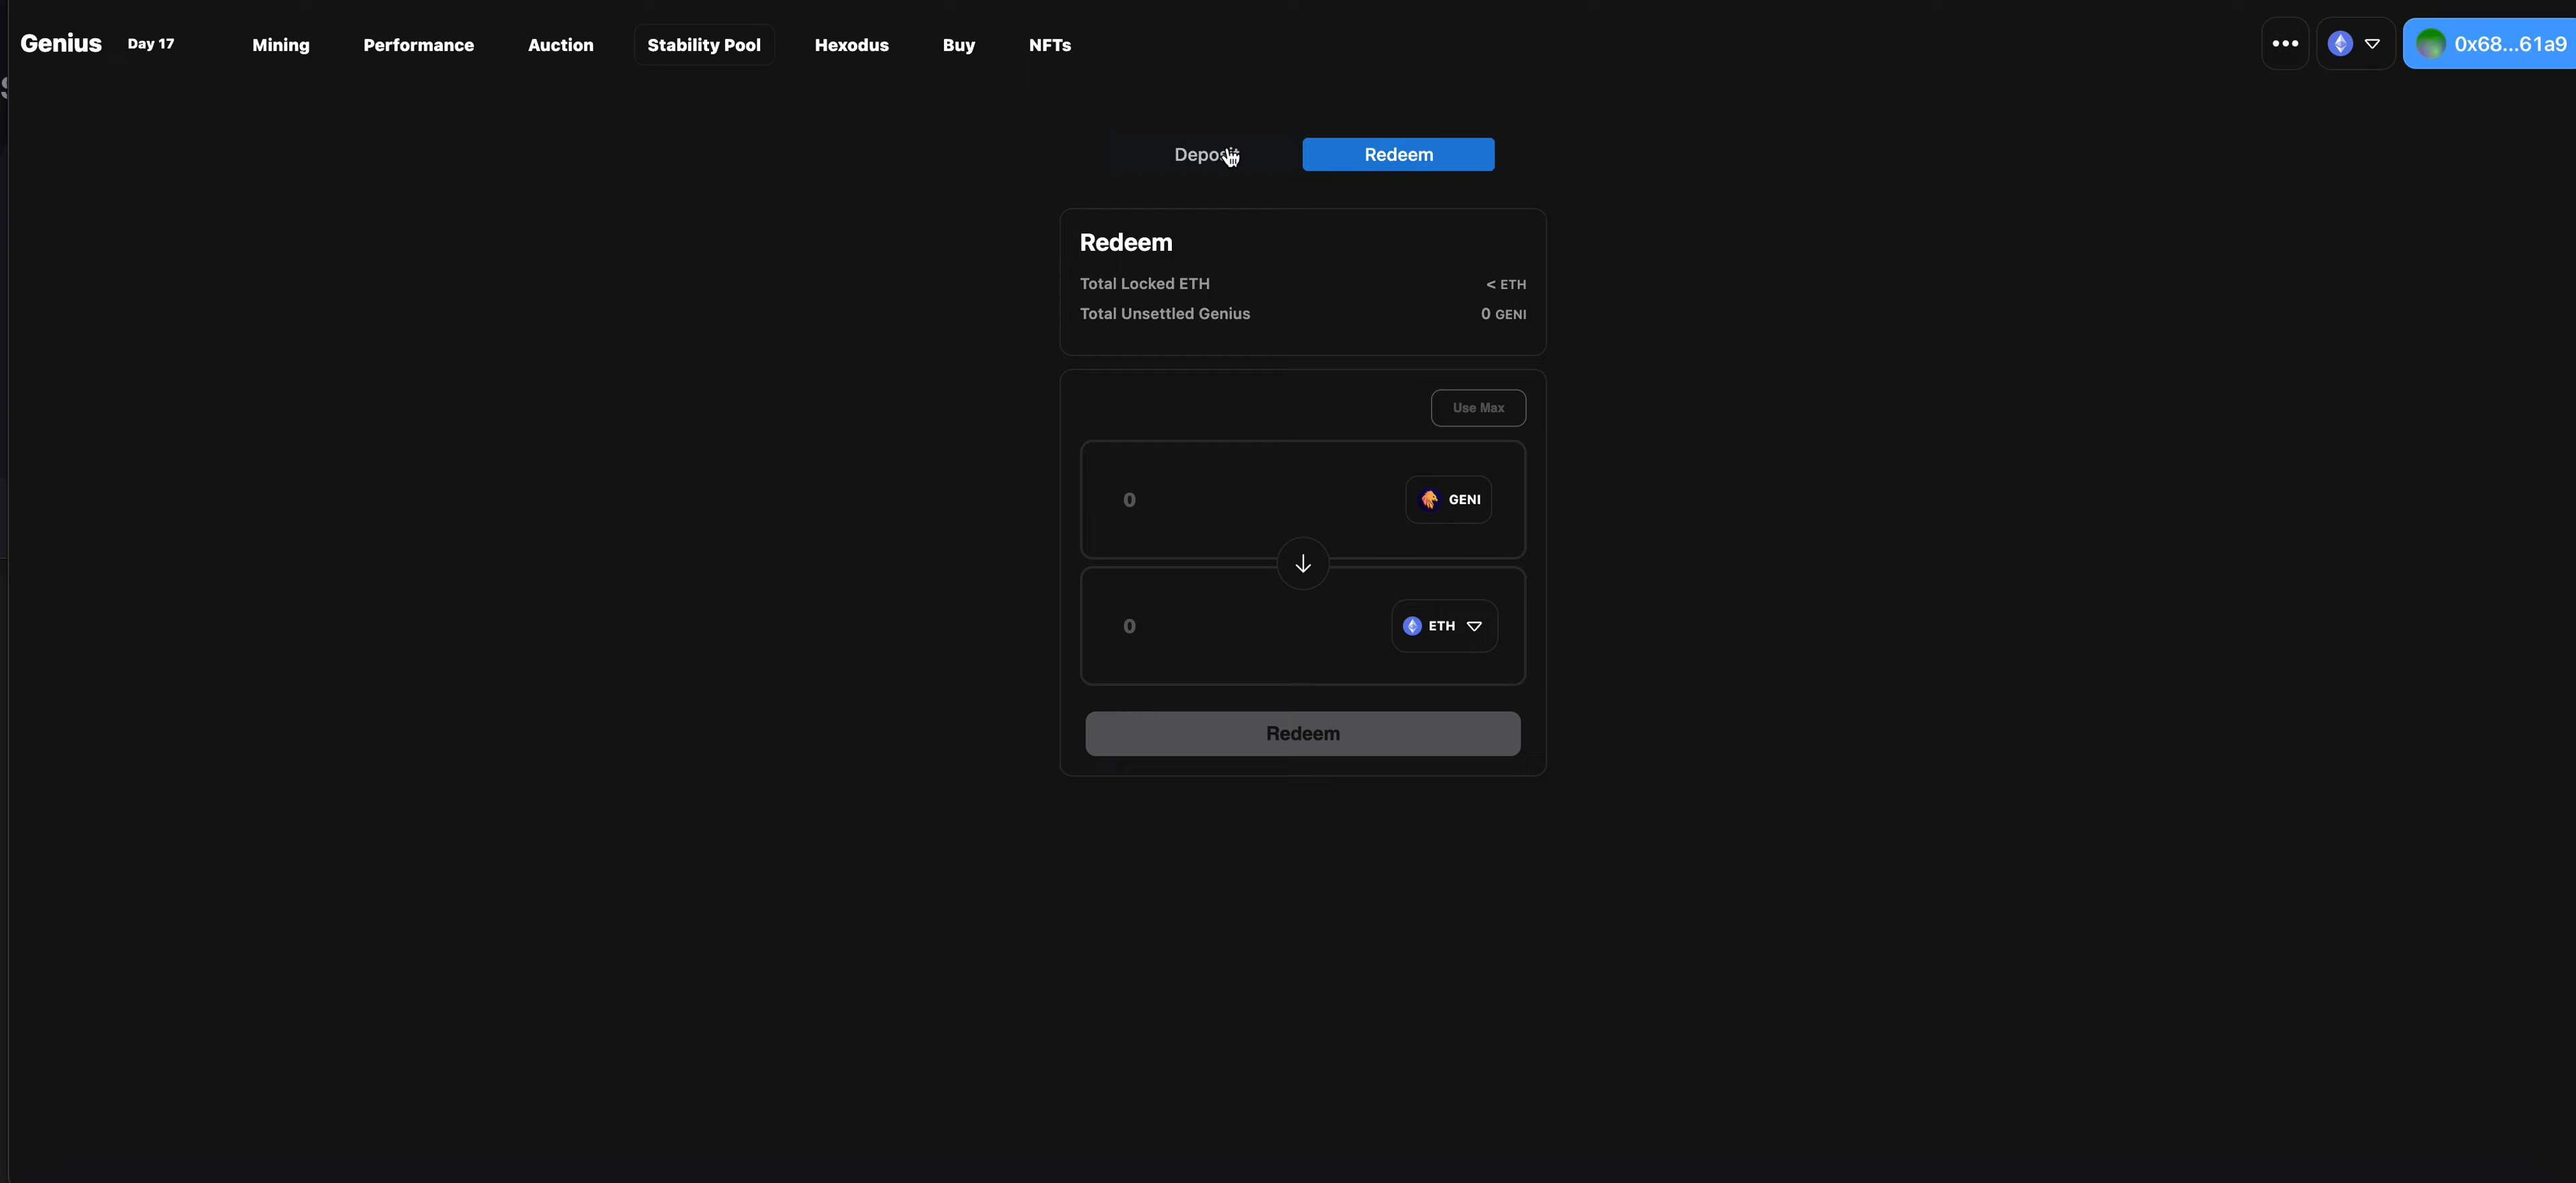 Genius Day 17 Mining Performance Auction Stability Pool Hexodus Buy NFTs 0x68...61a9
Redeem
Redeem
Total Locked ETH < ETH
Total Unsettled Genius 0 GENI
Use Max
0 GENI
0 ETH
Redeem